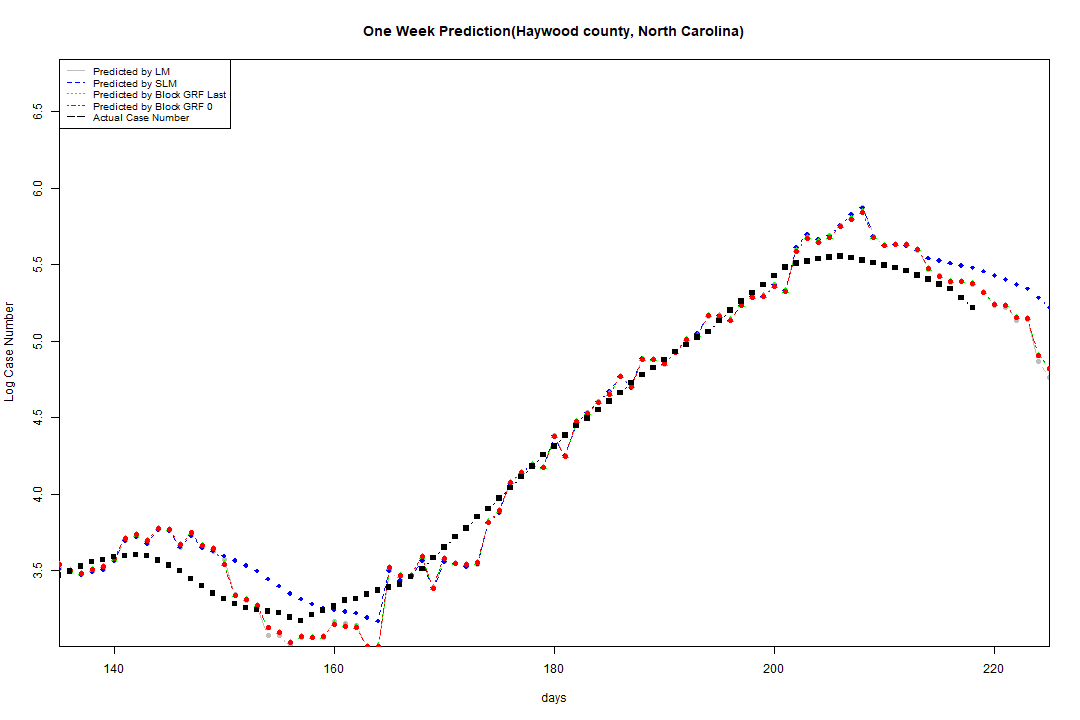 One Week Prediction(Haywood county, North Carolina)
Predicted by LM
Predicted by SLM
Predicted by Block GRF Last
Predicted by Block GRF 0
Actual Case Number
Log Case Number
6.5
6.0
5.5
5.0
4.5
4.0
3.5
140 160 180 200 220
days